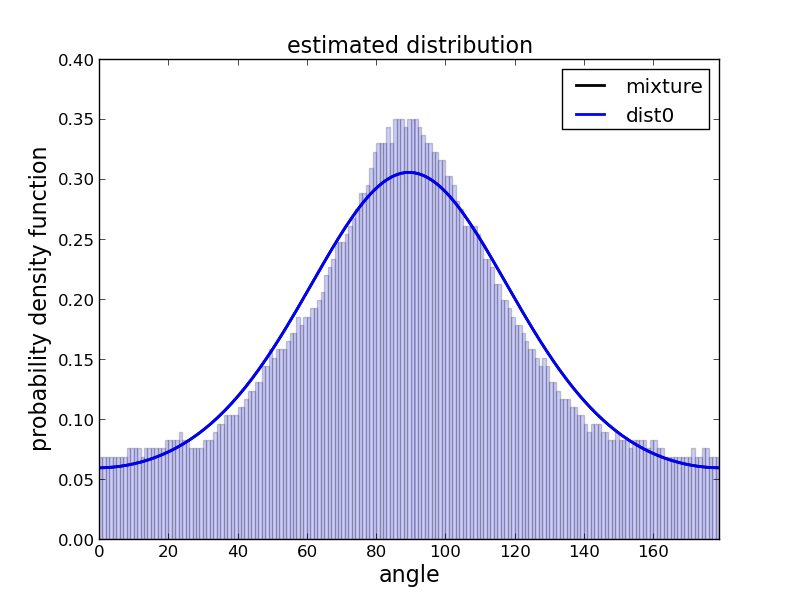 estimated distribution
mixture
dist0
probability density function
0.40
0.35
0.30
0.25
0.20
0.15
0.10
0.05
0.00
0 20 40 60 80 100 120 140 160
angle